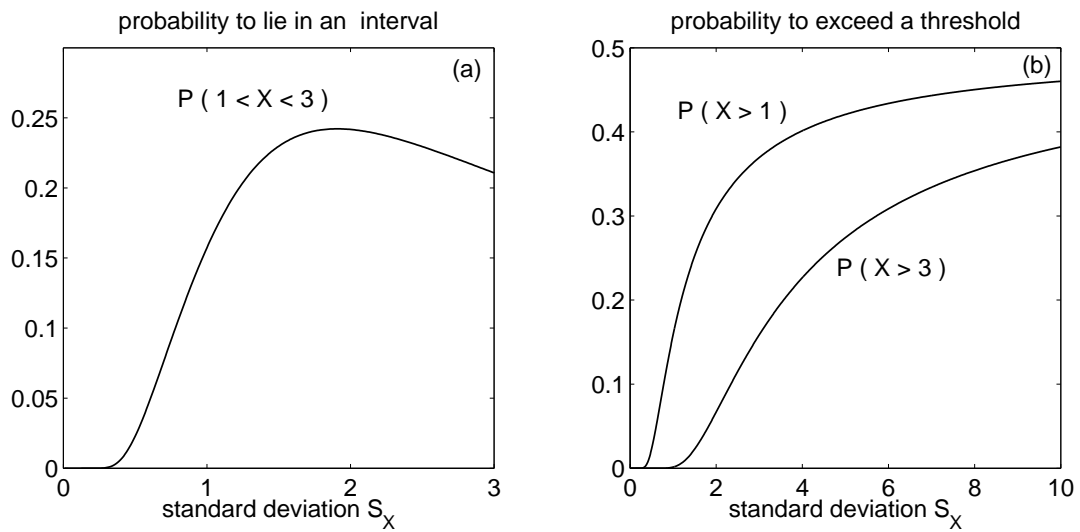 probability to lie in an interval
(a)
P ( 1 < X < 3 )
0.25
0.2
0.15
0.1
0.05
0
0 1 2 3
standard deviation S_X
probability to exceed a threshold
0.5
(b)
P ( X > 1 )
0.4
0.3
P ( X > 3 )
0.2
0.1
0
0 2 4 6 8 10
standard deviation S_X